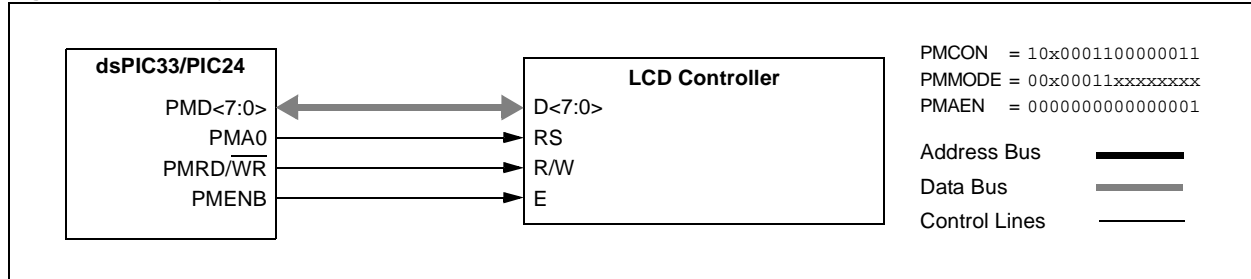 dsPIC33/PIC24
PMD<7:0>
PMA0
PMRD/WR
PMENB
LCD Controller
D<7:0>
RS
R/W
E
PMCON = 10x0001100000011
PMMODE = 00x00011xxxxxxxx
PMAEN = 0000000000000001
Address Bus
Data Bus
Control Lines